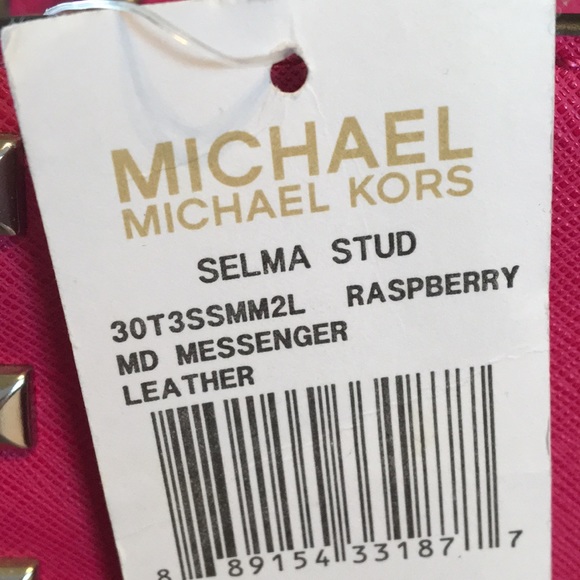 MICHAEL
MICHAEL KORS
SELMA STUD
30T3SSMM2L RASPBERRY
MD MESSENGER
LEATHER
8 89154 33187 7